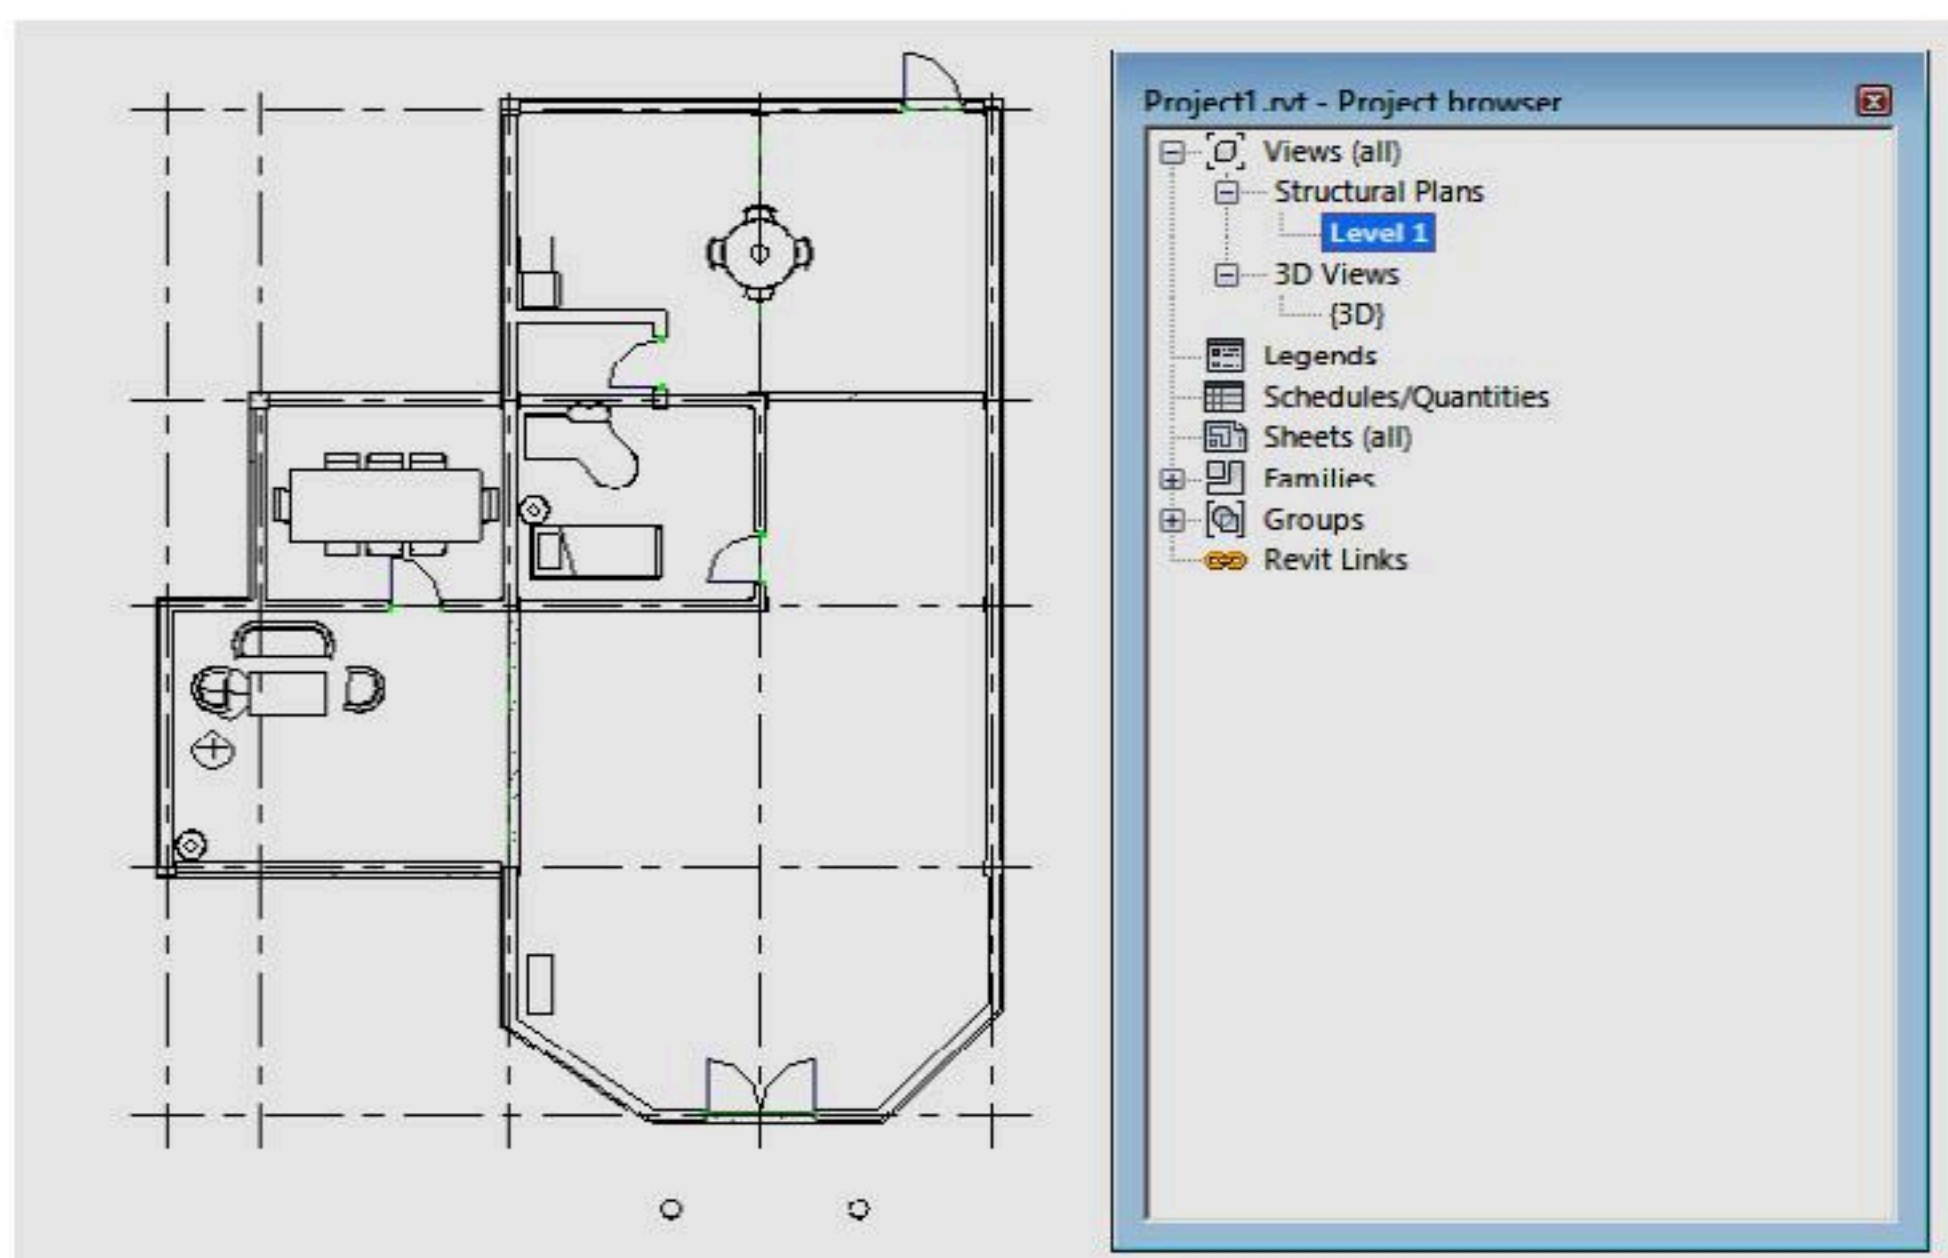 Project1.rvt - Project browser
Views (all)
Structural Plans
Level 1
3D Views
{3D}
Legends
Schedules/Quantities
Sheets (all)
Families
Groups
Revit Links